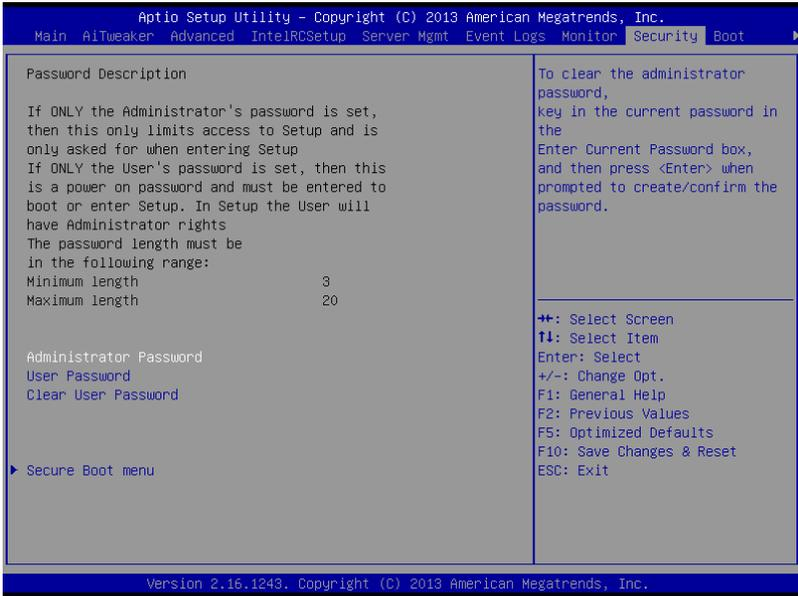 Aptio Setup Utility – Copyright (C) 2013 American Megatrends, Inc.
Main AiTweaker Advanced IntelRCSetup Server Mgmt Event Logs Monitor Security Boot
Password Description
If ONLY the Administrator's password is set,
then this only limits access to Setup and is
only asked for when entering Setup
If ONLY the User's password is set, then this
is a power on password and must be entered to
boot or enter Setup. In Setup the User will
have Administrator rights
The password length must be
in the following range:
Minimum length 3
Maximum length 20
Administrator Password
User Password
Clear User Password
Secure Boot menu
To clear the administrator
password,
key in the current password in
the
Enter Current Password box,
and then press <Enter> when
prompted to create/confirm the
password.
→←: Select Screen
↑↓: Select Item
Enter: Select
+/-: Change Opt.
F1: General Help
F2: Previous Values
F5: Optimized Defaults
F10: Save Changes & Reset
ESC: Exit
Version 2.16.1243. Copyright (C) 2013 American Megatrends, Inc.